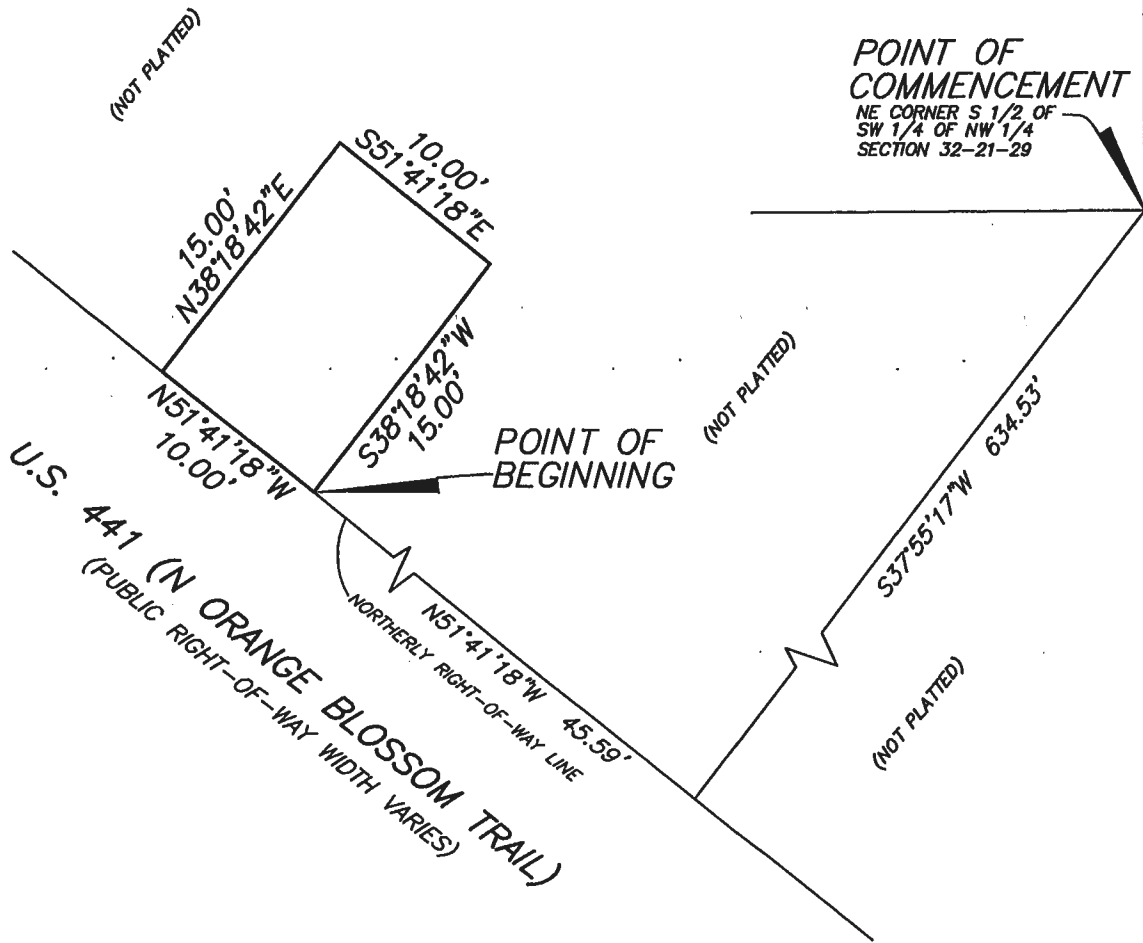 (NOT PLATTED)
POINT OF
COMMENCEMENT
NE CORNER S 1/2 OF
SW 1/4 OF NW 1/4
SECTION 32-21-29
10.00'
S51°41'18"E
15.00'
N38°18'42"E
S38°18'42"W
15.00'
N51°41'18"W
10.00'
POINT OF
BEGINNING
(NOT PLATTED)
S37°55'17"W 634.53'
U.S. 441 (N ORANGE BLOSSOM TRAIL)
(PUBLIC RIGHT-OF-WAY WIDTH VARIES)
N51°41'18"W 45.59'
NORTHERLY RIGHT-OF-WAY LINE
(NOT PLATTED)